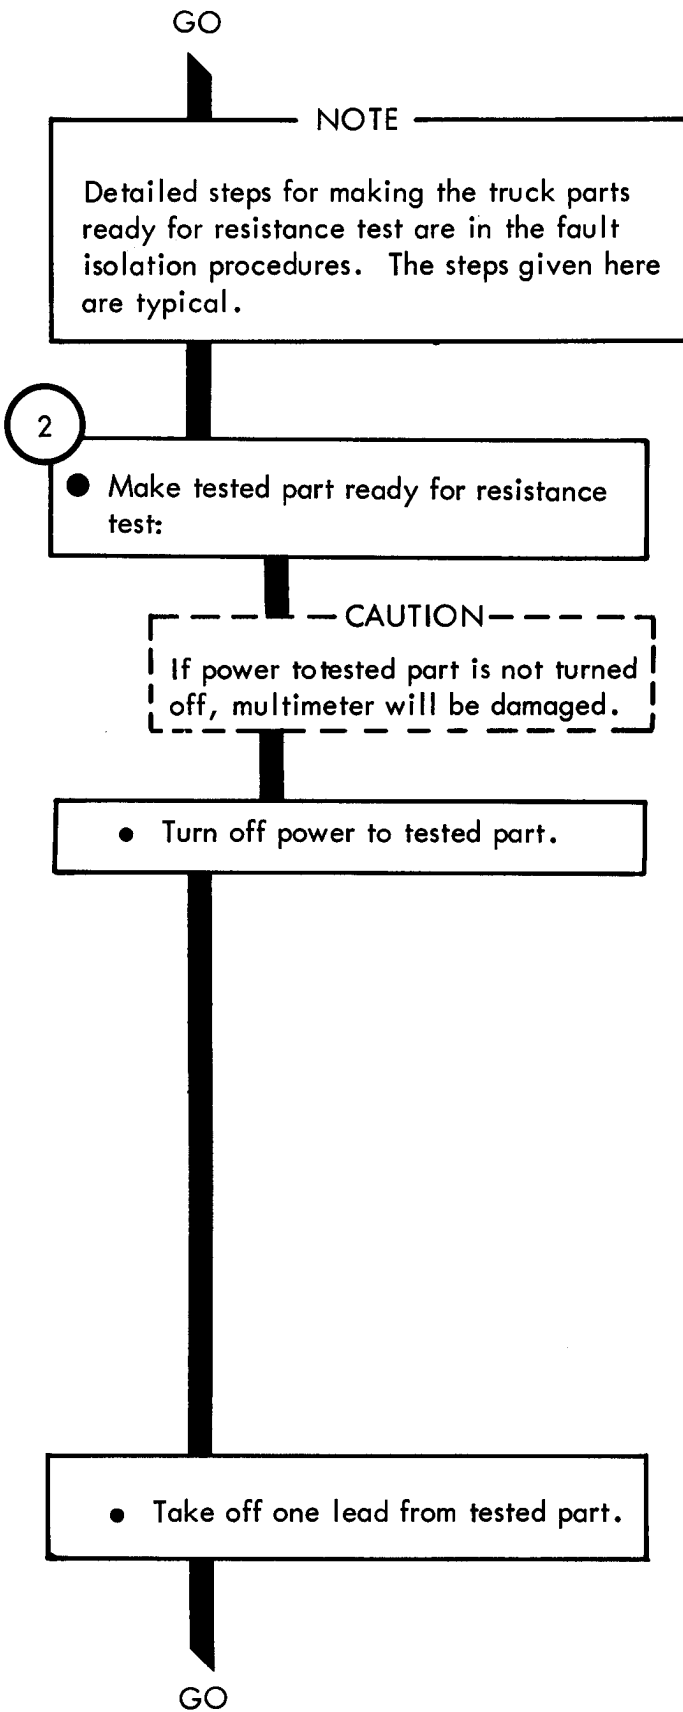 GO
NOTE
Detailed steps for making the truck parts
ready for resistance test are in the fault
isolation procedures. The steps given here
are typical.
2
● Make tested part ready for resistance
test:
CAUTION
If power to tested part is not turned
off, multimeter will be damaged.
• Turn off power to tested part.
• Take off one lead from tested part.
GO